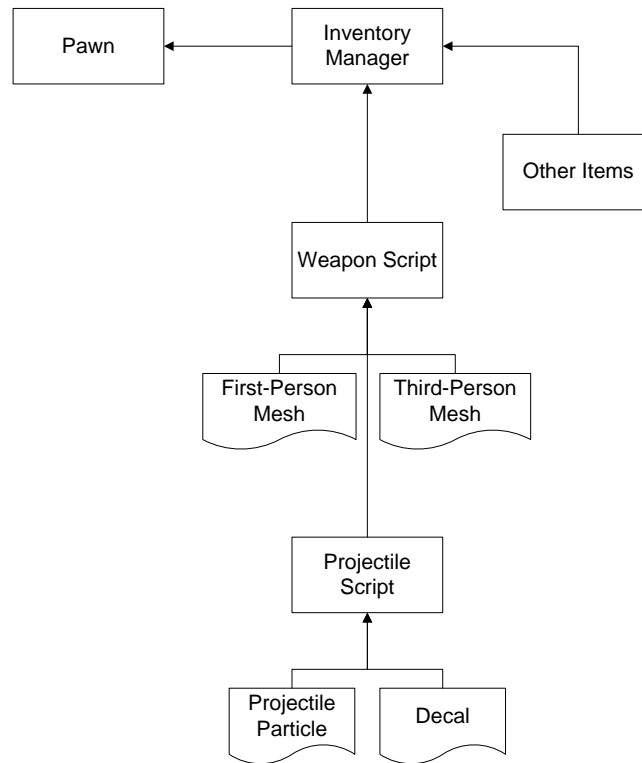 Pawn
Inventory
Manager
Other Items
Weapon Script
First-Person
Mesh
Third-Person
Mesh
Projectile
Script
Projectile
Particle
Decal